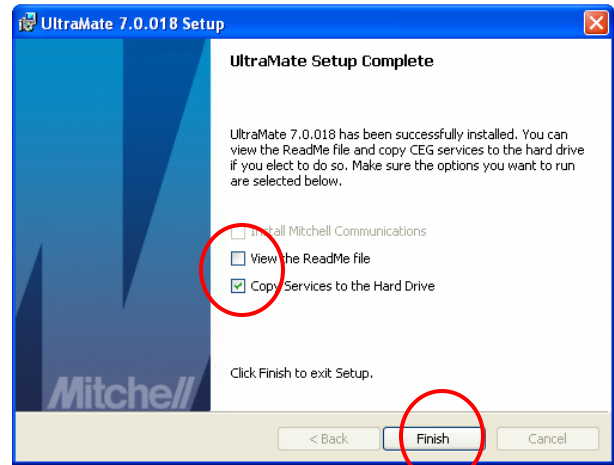 UltraMate 7.0.018 Setup
UltraMate Setup Complete
UltraMate 7.0.018 has been successfully installed. You can
view the ReadMe file and copy CEG services to the hard drive
if you elect to do so. Make sure the options you want to run
are selected below.
Install Mitchell Communications
View the ReadMe file
Copy Services to the Hard Drive
Click Finish to exit Setup.
Mitchell
< Back
Finish
Cancel